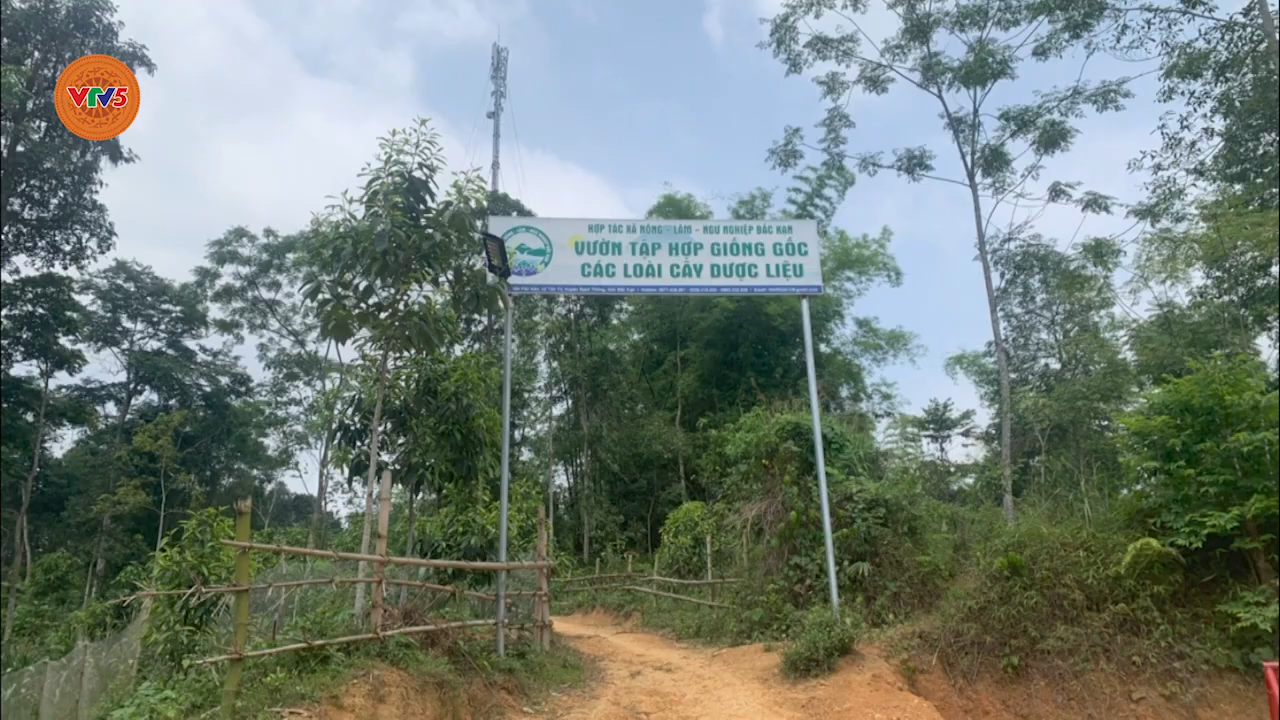 VTV5
HỢP TÁC XÃ NÔNG - LÂM - NGƯ NGHIỆP BẮC KẠN
VƯỜN TẬP HỢP GIỐNG GỐC
CÁC LOÀI CÂY DƯỢC LIỆU